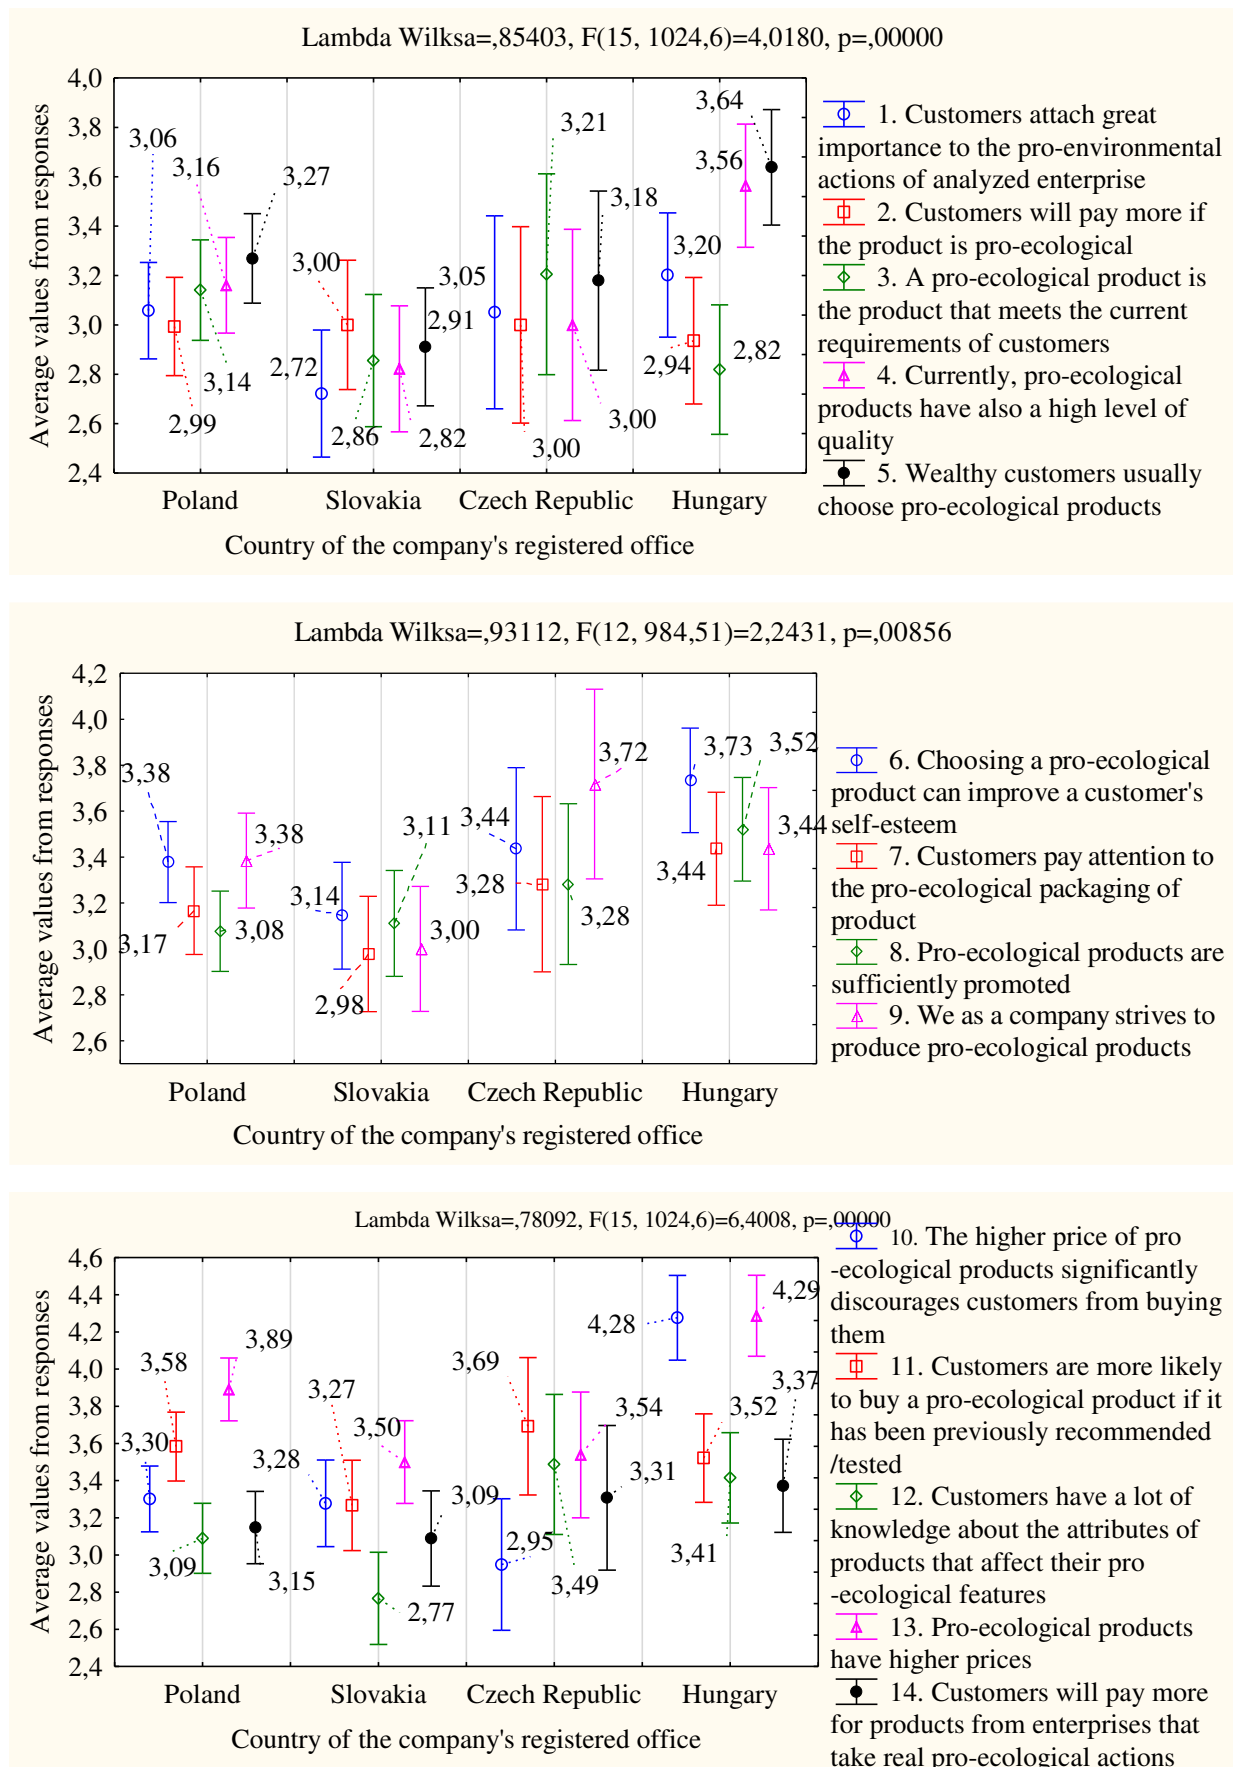 Lambda Wilksa=,85403, F(15, 1024,6)=4,0180, p=,00000
Average values from responses
4,0
3,8
3,6
3,4
3,2
3,0
2,8
2,6
2,4
3,06
3,16
3,27
3,14
2,99
2,72
3,00
2,86
2,82
2,91
3,05
3,00
3,21
3,00
3,18
3,20
2,94
2,82
3,56
3,64
Poland
Slovakia
Czech Republic
Hungary
Country of the company's registered office
1. Customers attach great
importance to the pro-environmental
actions of analyzed enterprise
2. Customers will pay more if
the product is pro-ecological
3. A pro-ecological product is
the product that meets the current
requirements of customers
4. Currently, pro-ecological
products have also a high level of
quality
5. Wealthy customers usually
choose pro-ecological products
Lambda Wilksa=,93112, F(12, 984,51)=2,2431, p=,00856
Average values from responses
4,2
4,0
3,8
3,6
3,4
3,2
3,0
2,8
2,6
3,38
3,17
3,08
3,38
3,14
2,98
3,11
3,00
3,44
3,28
3,28
3,72
3,73
3,44
3,52
3,44
Poland
Slovakia
Czech Republic
Hungary
Country of the company's registered office
6. Choosing a pro-ecological
product can improve a customer's
self-esteem
7. Customers pay attention to
the pro-ecological packaging of
product
8. Pro-ecological products are
sufficiently promoted
9. We as a company strives to
produce pro-ecological products
Lambda Wilksa=,78092, F(15, 1024,6)=6,4008, p=,00000
Average values from responses
4,6
4,4
4,2
4,0
3,8
3,6
3,4
3,2
3,0
2,8
2,6
2,4
3,30
3,58
3,09
3,89
3,15
3,28
3,27
2,77
3,50
3,09
2,95
3,69
3,49
3,54
3,31
4,28
3,52
3,41
4,29
3,37
Poland
Slovakia
Czech Republic
Hungary
Country of the company's registered office
10. The higher price of pro
-ecological products significantly
discourages customers from buying
them
11. Customers are more likely
to buy a pro-ecological product if it
has been previously recommended
/tested
12. Customers have a lot of
knowledge about the attributes of
products that affect their pro
-ecological features
13. Pro-ecological products
have higher prices
14. Customers will pay more
for products from enterprises that
take real pro-ecological actions